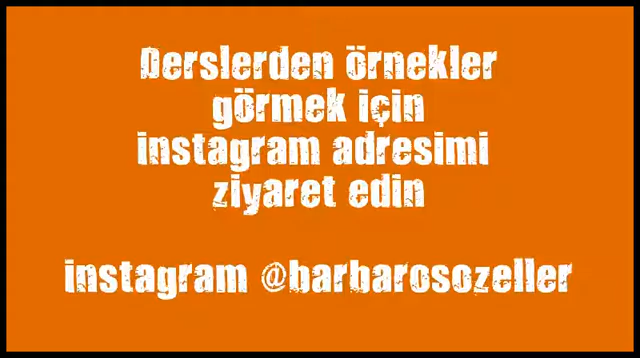 Derslerden örnekler
görmek için
instagram adresimi
ziyaret edin
instagram @barbarosozeller